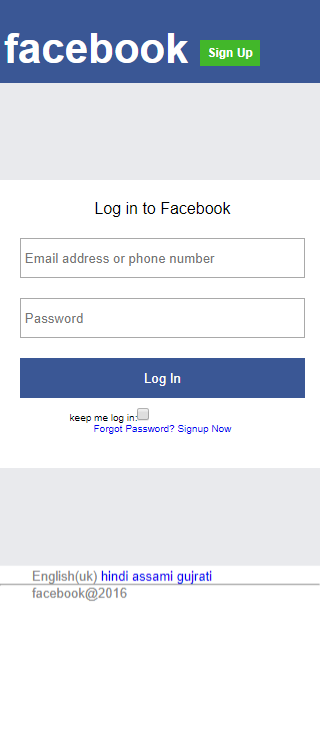 facebook Sign Up
Log in to Facebook
Email address or phone number
Password
Log In
keep me log in:
Forgot Password? Signup Now
English(uk) hindi assami gujrati
facebook@2016